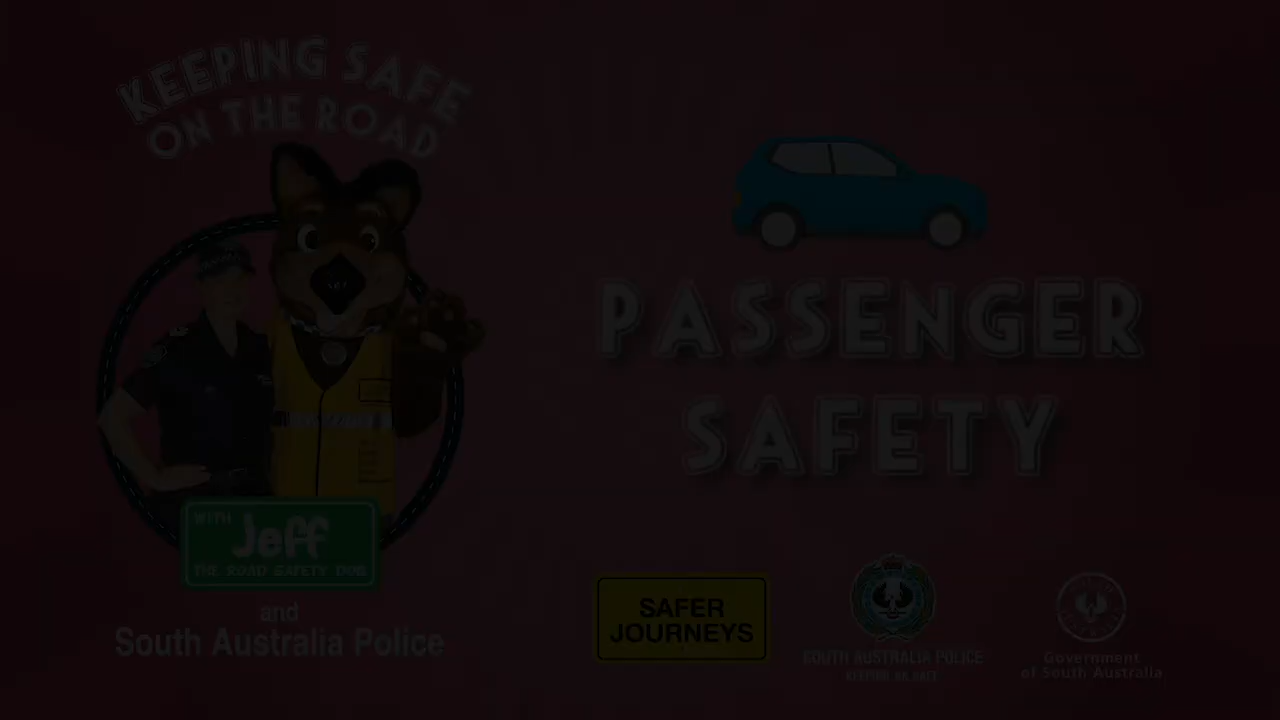 KEEPING SAFE
ON THE ROAD
WITH
Jeff
THE ROAD SAFETY DOG
and
South Australia Police
PASSENGER
SAFETY
SAFER
JOURNEYS
SOUTH AUSTRALIA POLICE
KEEPING SA SAFE
Government
of South Australia